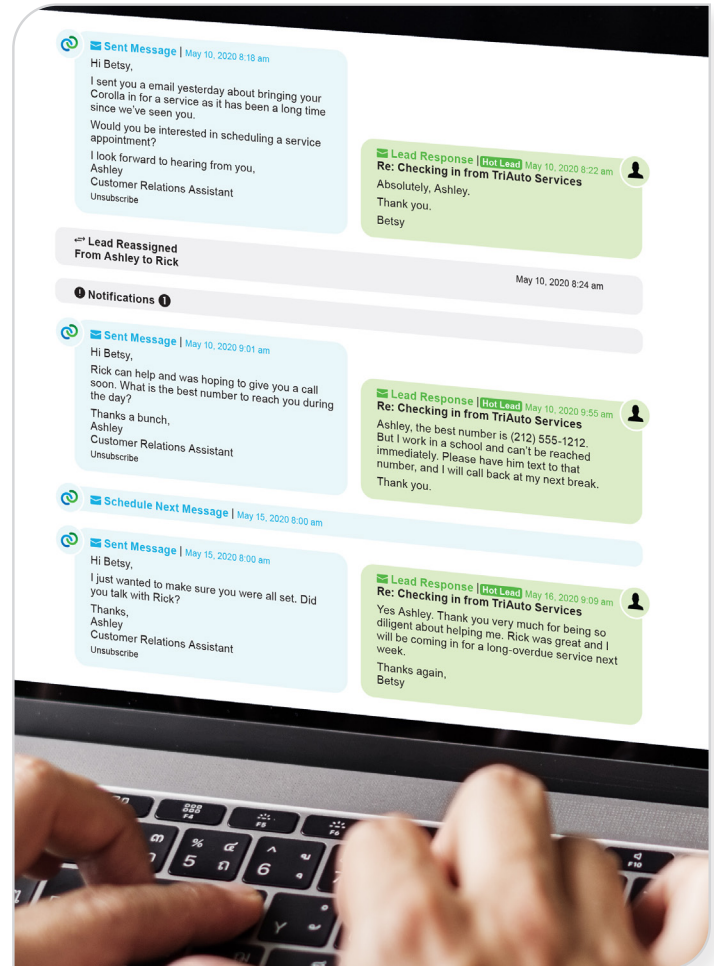 Sent Message | May 10, 2020 8:18 am
Hi Betsy,
I sent you a email yesterday about bringing your
Corolla in for a service as it has been a long time
since we've seen you.
Would you be interested in scheduling a service
appointment?
I look forward to hearing from you,
Ashley
Customer Relations Assistant
Unsubscribe
Lead Response | Hot Lead May 10, 2020 8:22 am
Re: Checking in from TriAuto Services
Absolutely, Ashley.
Thank you.
Betsy
Lead Reassigned
From Ashley to Rick
May 10, 2020 8:24 am
Notifications 1
Sent Message | May 10, 2020 9:01 am
Hi Betsy,
Rick can help and was hoping to give you a call
soon. What is the best number to reach you during
the day?
Thanks a bunch,
Ashley
Customer Relations Assistant
Unsubscribe
Lead Response | Hot Lead May 10, 2020 9:55 am
Re: Checking in from TriAuto Services
Ashley, the best number is (212) 555-1212.
But I work in a school and can't be reached
immediately. Please have him text to that
number, and I will call back at my next break.
Thank you.
Schedule Next Message | May 15, 2020 8:00 am
Sent Message | May 15, 2020 8:00 am
Hi Betsy,
I just wanted to make sure you were all set. Did
you talk with Rick?
Thanks,
Ashley
Customer Relations Assistant
Unsubscribe
Lead Response | Hot Lead May 16, 2020 9:09 am
Re: Checking in from TriAuto Services
Yes Ashley. Thank you very much for being so
diligent about helping me. Rick was great and I
will be coming in for a long-overdue service next
week.
Thanks again,
Betsy
F4
F5
F6
F10
% ๕
5 ถ
^ ู
6 ุ
Y ั